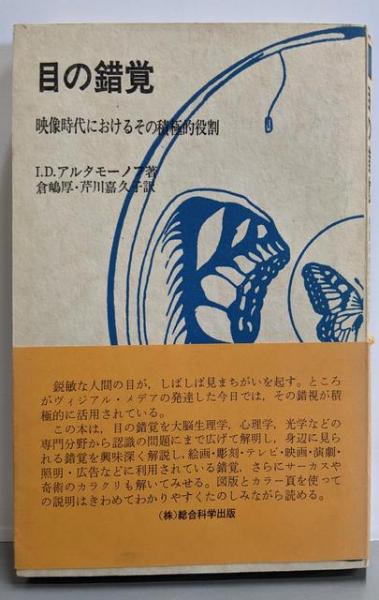 目の錯覚
映像時代におけるその積極的役割
I.D.アルタモーノフ著
倉嶋厚・芹川嘉久子訳
鋭敏な人間の目が，しばしば見まちがいを起す。ところ
がヴィジアル・メデアの発達した今日では，その錯視が積
極的に活用されている。
この本は，目の錯覚を大脳生理学，心理学，光学などの
専門分野から認識の問題にまで広げて解明し，身辺に見ら
れる錯覚を興味深く解説し，絵画・彫刻・テレビ・映画・演劇・
照明・広告などに利用されている錯覚，さらにサーカスや
奇術のカラクリも解いてみせる。図版とカラー頁を使って
の説明はきわめてわかりやすくたのしみながら読める。
(株)総合科学出版